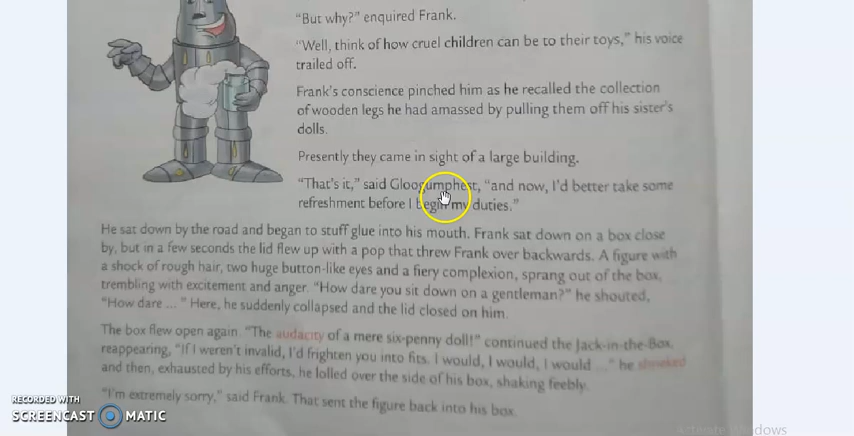 "But why?" enquired Frank.
"Well, think of how cruel children can be to their toys," his voice
trailed off.
Frank's conscience pinched him as he recalled the collection
of wooden legs he had amassed by pulling them off his sister's
dolls.
Presently they came in sight of a large building.
"That's it," said Gloogumphest, "and now, I'd better take some
refreshment before I begin my duties."
He sat down by the road and began to stuff glue into his mouth. Frank sat down on a box close
by, but in a few seconds the lid flew up with a pop that threw Frank over backwards. A figure with
a shock of rough hair, two huge button-like eyes and a fiery complexion, sprang out of the box,
trembling with excitement and anger. "How dare you sit down on a gentleman?" he shouted,
"How dare ... " Here, he suddenly collapsed and the lid closed on him.
The box flew open again. "The audacity of a mere six-penny doll!" continued the Jack-in-the-Box,
reappearing, "If I weren't invalid, I'd frighten you into fits. I would, I would, I would ..." he shrieked
and then, exhausted by his efforts, he lolled over the side of his box, shaking feebly.
"I'm extremely sorry," said Frank. That sent the figure back into his box.
RECORDED WITH
SCREENCAST MATIC
Activate Windows